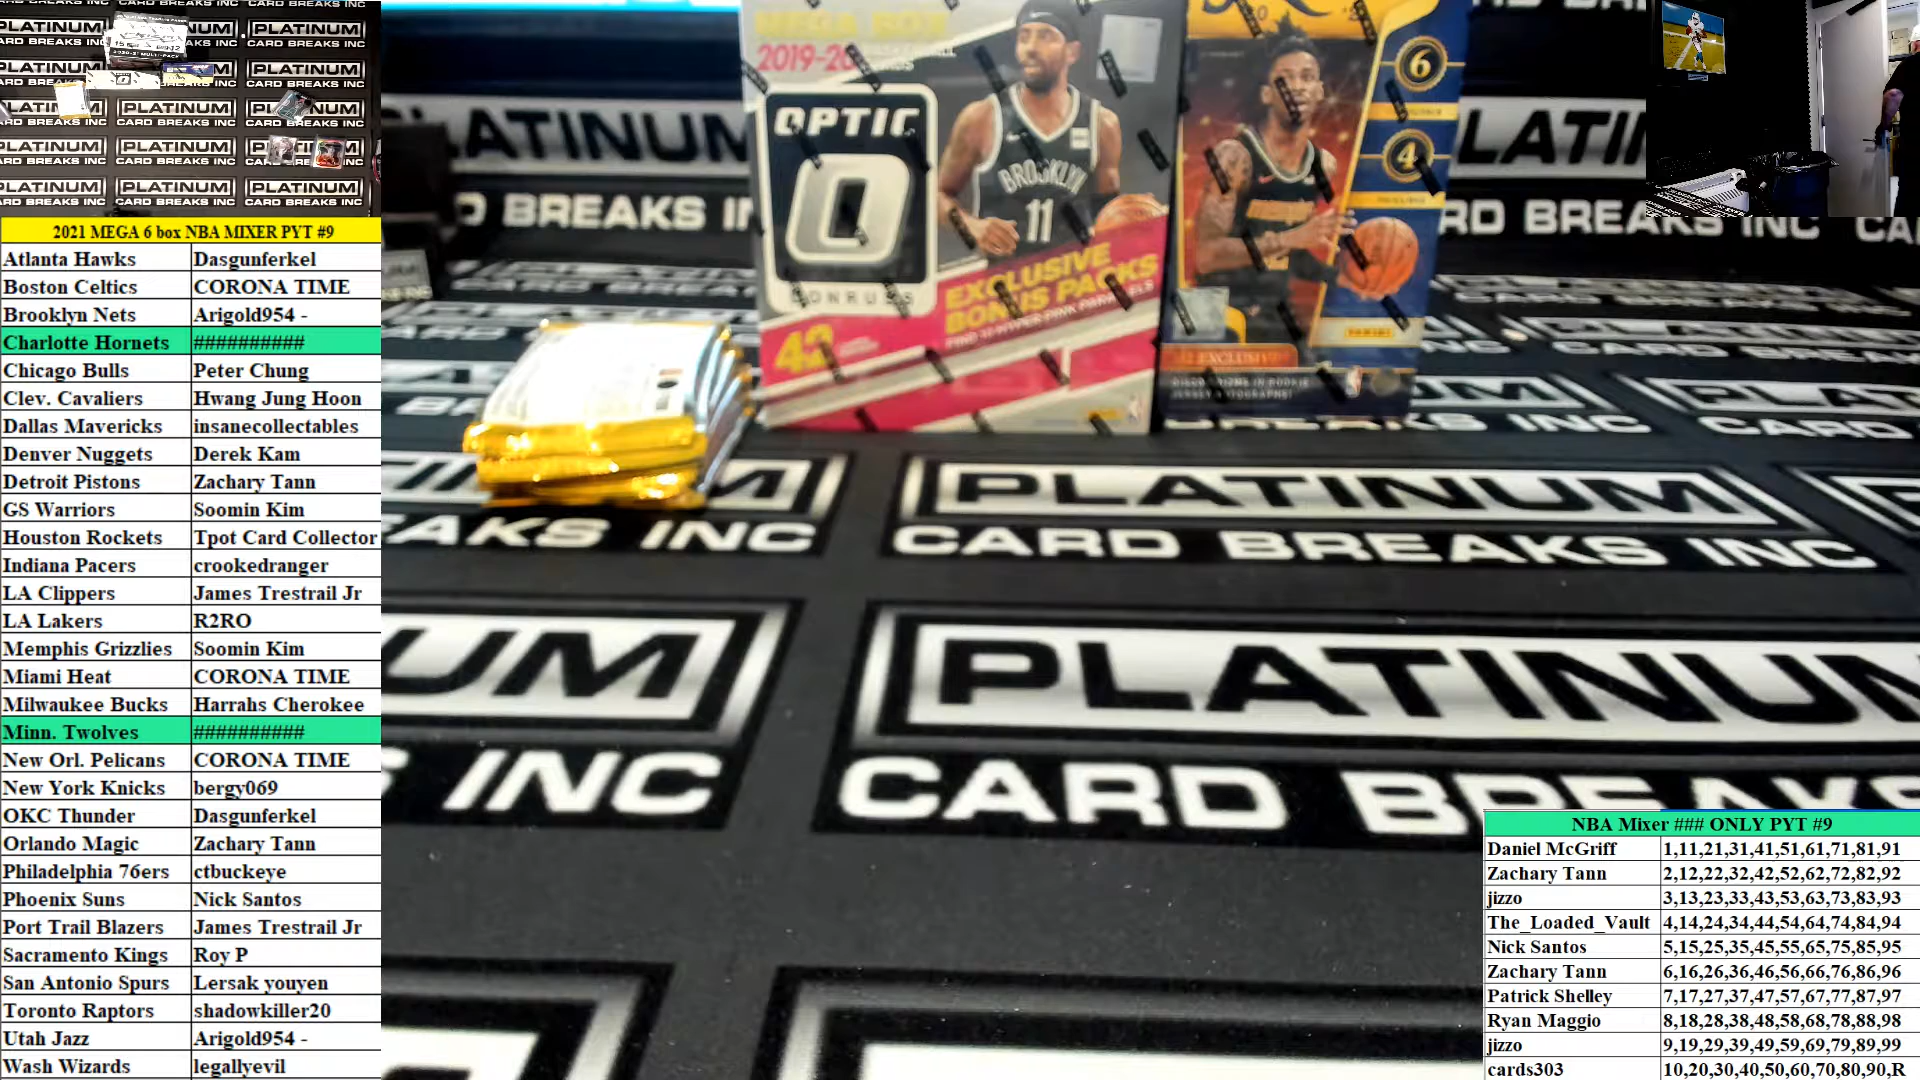 2021 MEGA 6 box NBA MIXER PYT #9
Atlanta Hawks Dasgunferkel
Boston Celtics CORONA TIME
Brooklyn Nets Arigold954 -
Charlotte Hornets ##########
Chicago Bulls Peter Chung
Clev. Cavaliers Hwang Jung Hoon
Dallas Mavericks insanecollectables
Denver Nuggets Derek Kam
Detroit Pistons Zachary Tann
GS Warriors Soomin Kim
Houston Rockets Tpot Card Collector
Indiana Pacers crookedranger
LA Clippers James Trestrail Jr
LA Lakers R2RO
Memphis Grizzlies Soomin Kim
Miami Heat CORONA TIME
Milwaukee Bucks Harrahs Cherokee
Minn. Twolves ##########
New Orl. Pelicans CORONA TIME
New York Knicks bergy069
OKC Thunder Dasgunferkel
Orlando Magic Zachary Tann
Philadelphia 76ers ctbuckeye
Phoenix Suns Nick Santos
Port Trail Blazers James Trestrail Jr
Sacramento Kings Roy P
San Antonio Spurs Lersak youyen
Toronto Raptors shadowkiller20
Utah Jazz Arigold954 -
Wash Wizards legallyevil
2019-20
OPTIC
DONRUSS
BROOKLYN
11
EXCLUSIVE
BONUS PACKS
42
6
4
PLATINUM
CARD BREAKS INC
PLATINUM
CARD BREAKS INC
NBA Mixer ### ONLY PYT #9
Daniel McGriff 1,11,21,31,41,51,61,71,81,91
Zachary Tann 2,12,22,32,42,52,62,72,82,92
jizzo 3,13,23,33,43,53,63,73,83,93
The_Loaded_Vault 4,14,24,34,44,54,64,74,84,94
Nick Santos 5,15,25,35,45,55,65,75,85,95
Zachary Tann 6,16,26,36,46,56,66,76,86,96
Patrick Shelley 7,17,27,37,47,57,67,77,87,97
Ryan Maggio 8,18,28,38,48,58,68,78,88,98
jizzo 9,19,29,39,49,59,69,79,89,99
cards303 10,20,30,40,50,60,70,80,90,R